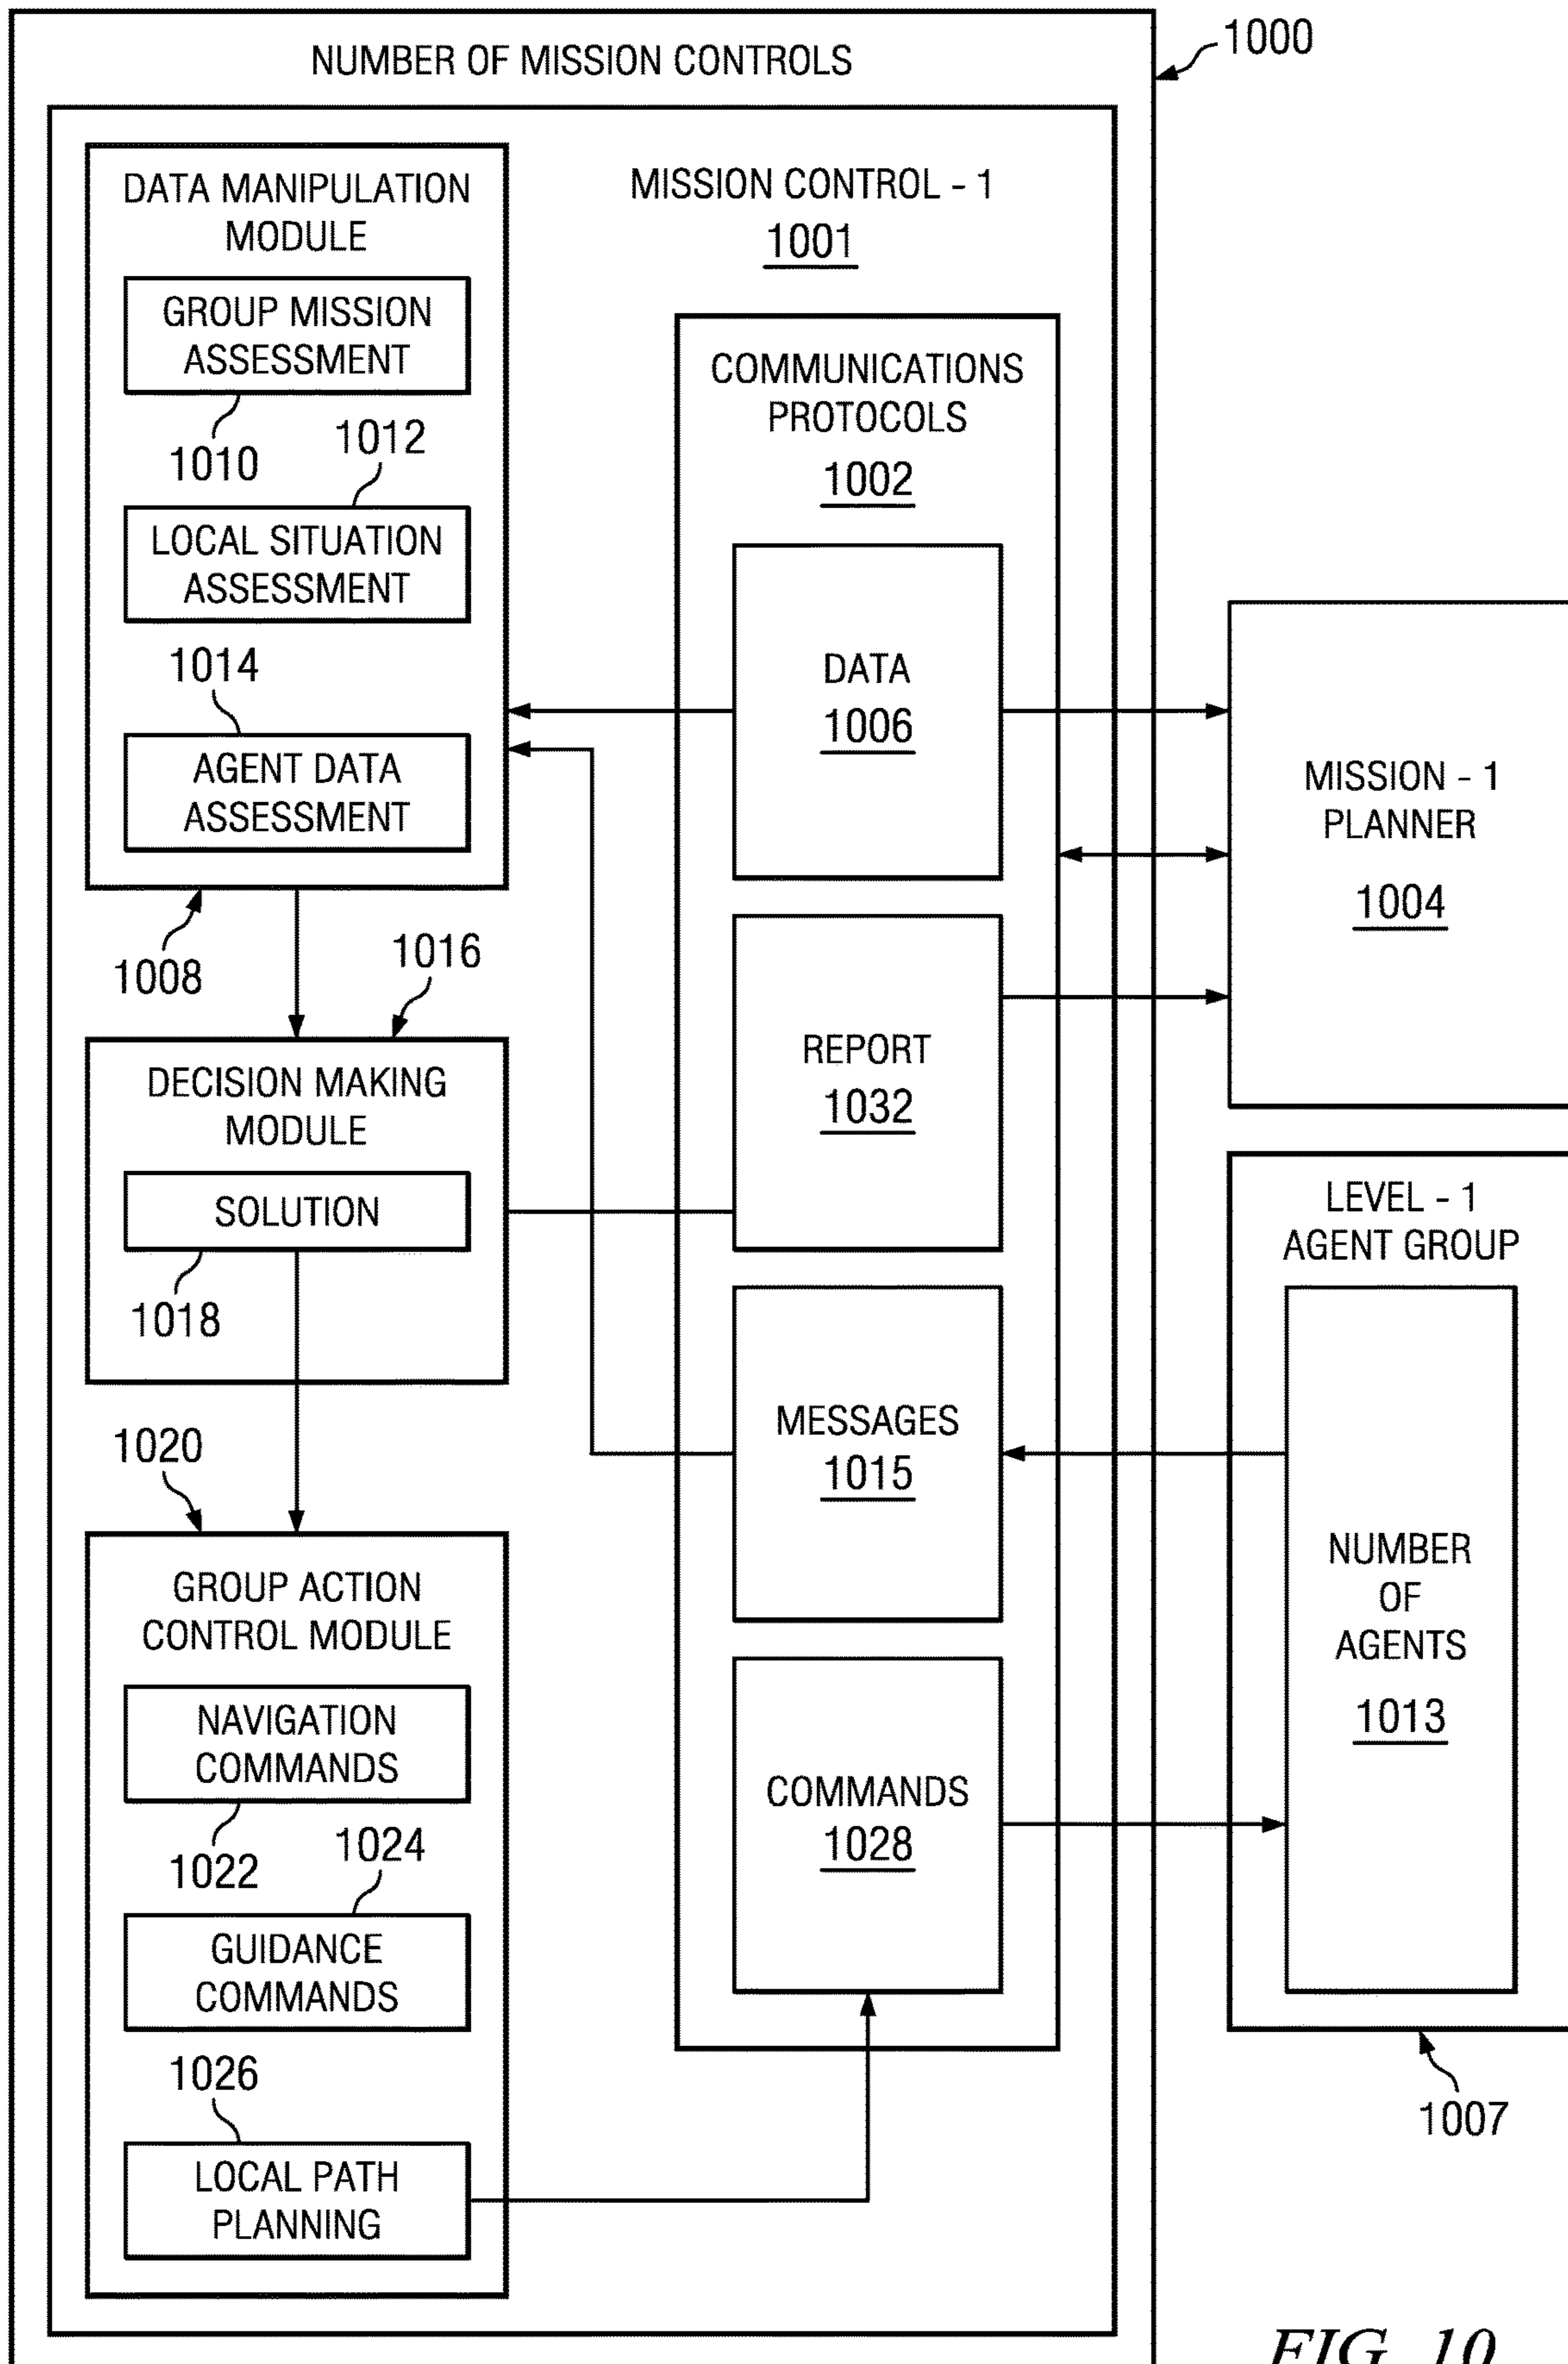 NUMBER OF MISSION CONTROLS
1000
DATA MANIPULATION
MODULE
GROUP MISSION
ASSESSMENT
1010
1012
LOCAL SITUATION
ASSESSMENT
1014
AGENT DATA
ASSESSMENT
1008
MISSION CONTROL - 1
1001
COMMUNICATIONS
PROTOCOLS
1002
DATA
1006
REPORT
1032
MESSAGES
1015
COMMANDS
1028
MISSION - 1
PLANNER
1004
1016
DECISION MAKING
MODULE
SOLUTION
1018
1020
GROUP ACTION
CONTROL MODULE
NAVIGATION
COMMANDS
1022
1024
GUIDANCE
COMMANDS
1026
LOCAL PATH
PLANNING
LEVEL - 1
AGENT GROUP
NUMBER
OF
AGENTS
1013
1007
FIG. 10